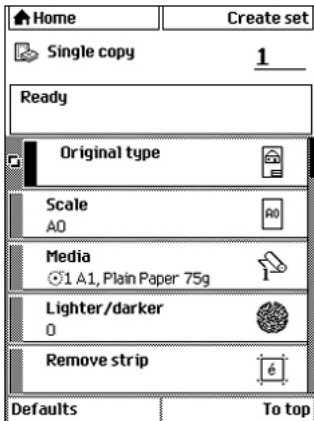 Home Create set
Single copy 1
Ready
Original type
Scale
A0
A0
Media
1 A1, Plain Paper 75g
1
Lighter/darker
0
Remove strip
é
Defaults To top